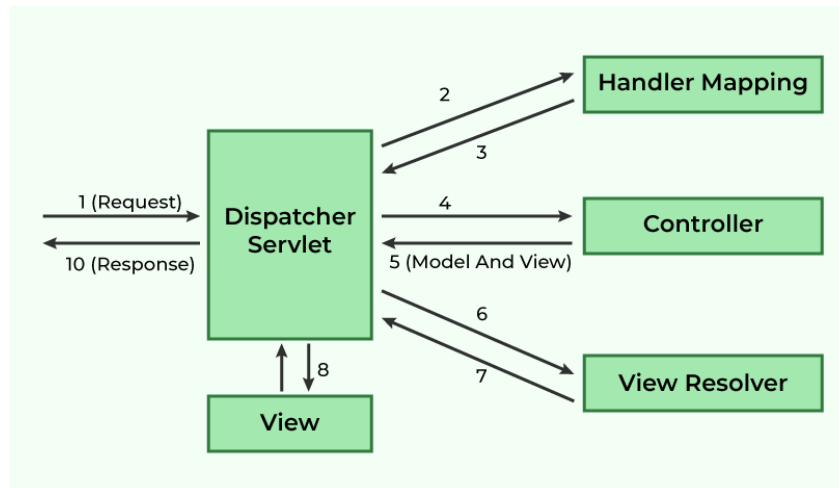 Handler Mapping
2
3
1 (Request)
Dispatcher
Servlet
4
Controller
10 (Response)
5 (Model And View)
6
7
View Resolver
8
View